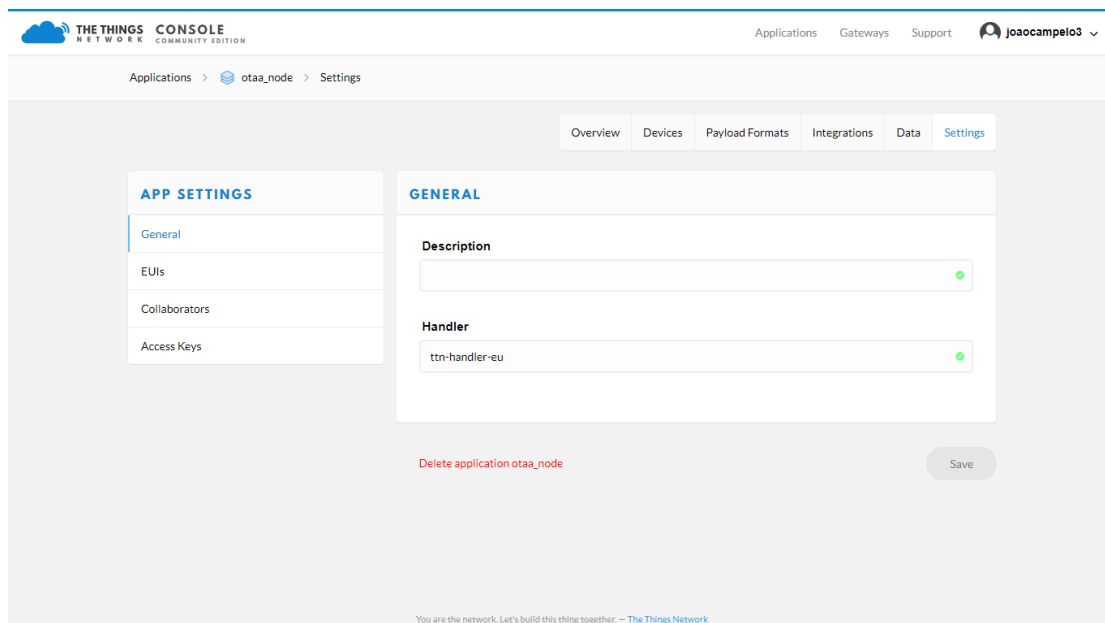 THE THINGS NETWORK CONSOLE COMMUNITY EDITION
Applications Gateways Support joaocampelo3
Applications > otaa_node > Settings
Overview Devices Payload Formats Integrations Data Settings
APP SETTINGS
General
EUIs
Collaborators
Access Keys
GENERAL
Description
Handler
ttn-handler-eu
Delete application otaa_node
Save
You are the network. Let's build this thing together. — The Things Network